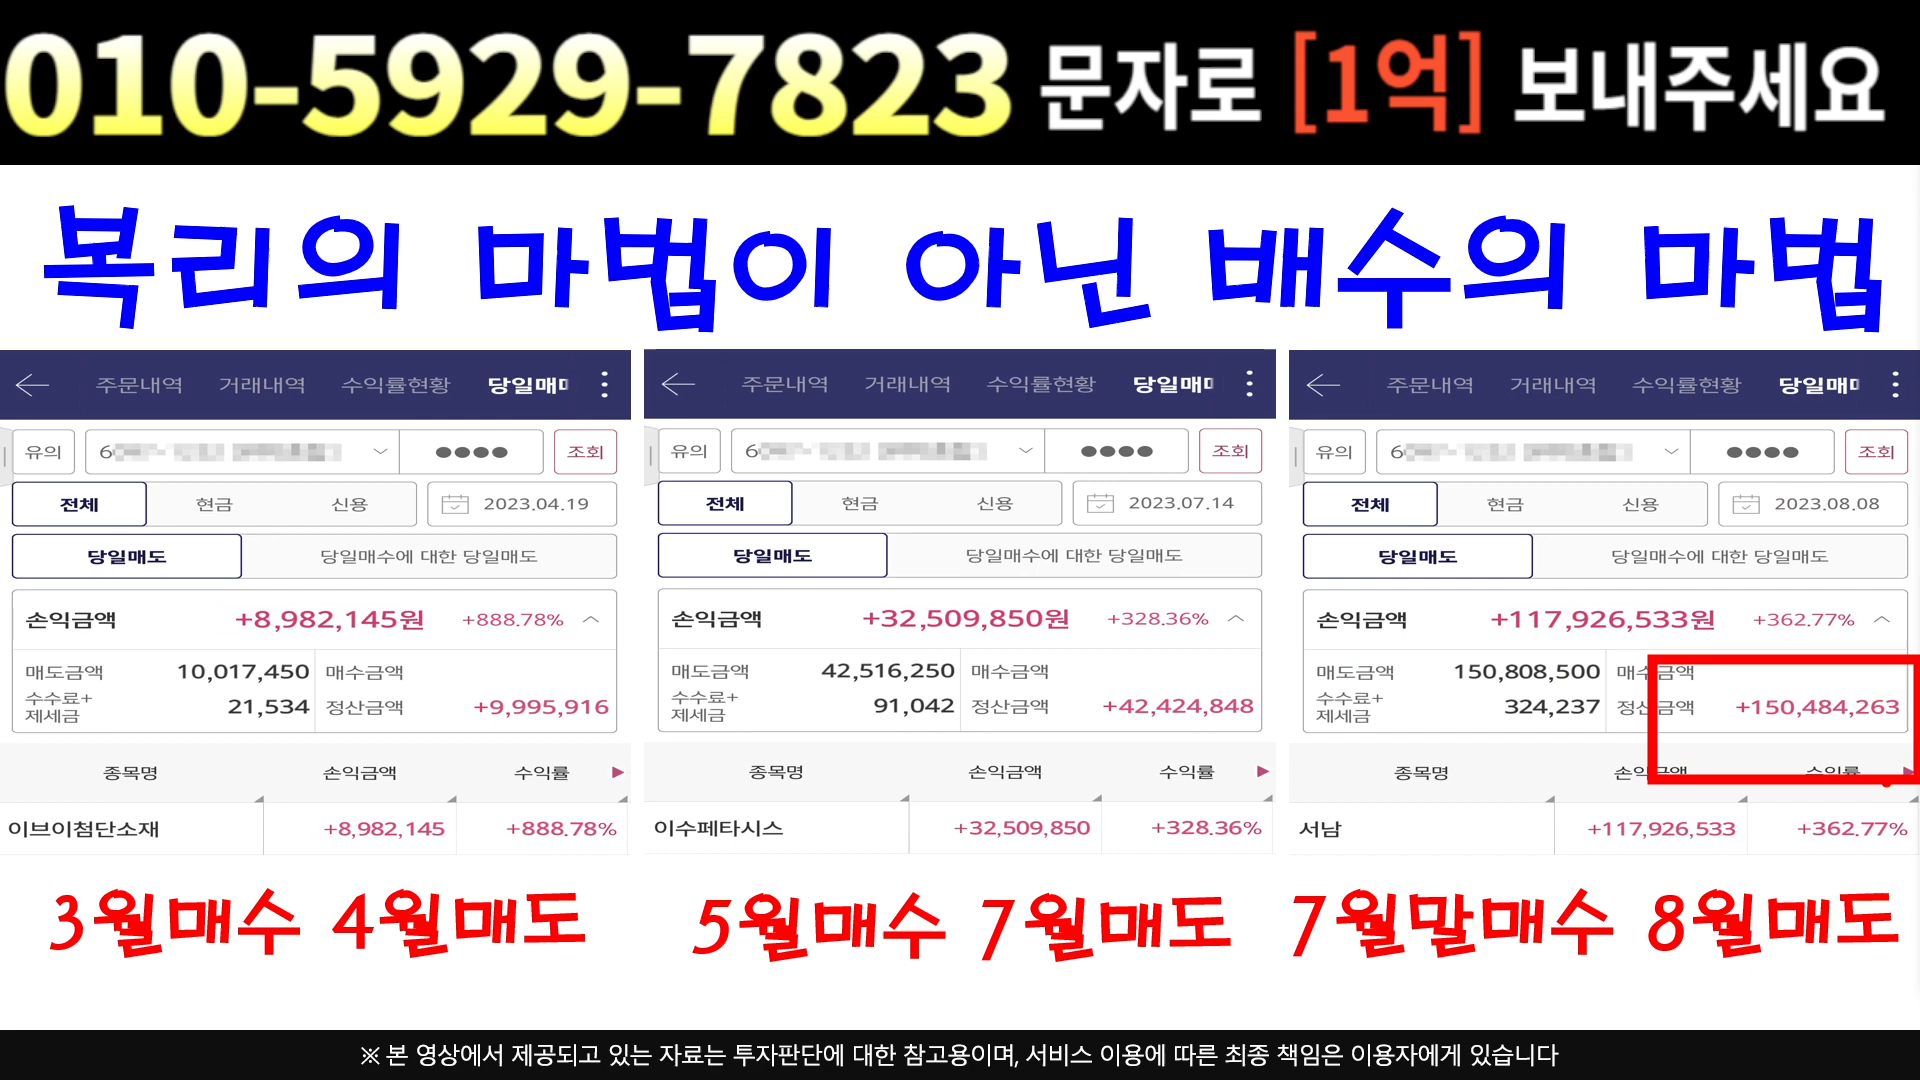 010-5929-7823 문자로 [1억] 보내주세요
복리의 마법이 아닌 배수의 마법
주문내역 거래내역 수익률현황 당일매
유의 6 조회
전체 현금 신용 2023.04.19
당일매도 당일매수에 대한 당일매도
손익금액 +8,982,145원 +888.78%
매도금액 10,017,450 매수금액
수수료+
제세금 21,534 정산금액 +9,995,916
종목명 손익금액 수익률
이브이첨단소재 +8,982,145 +888.78%
3월매수 4월매도
주문내역 거래내역 수익률현황 당일매
유의 6 조회
전체 현금 신용 2023.07.14
당일매도 당일매수에 대한 당일매도
손익금액 +32,509,850원 +328.36%
매도금액 42,516,250 매수금액
수수료+
제세금 91,042 정산금액 +42,424,848
종목명 손익금액 수익률
이수페타시스 +32,509,850 +328.36%
5월매수 7월매도
주문내역 거래내역 수익률현황 당일매
유의 6 조회
전체 현금 신용 2023.08.08
당일매도 당일매수에 대한 당일매도
손익금액 +117,926,533원 +362.77%
매도금액 150,808,500 매수금액
수수료+
제세금 324,237 정산금액 +150,484,263
종목명 손익금액 수익률
서남 +117,926,533 +362.77%
7월말매수 8월매도
※ 본 영상에서 제공되고 있는 자료는 투자판단에 대한 참고용이며, 서비스 이용에 따른 최종 책임은 이용자에게 있습니다